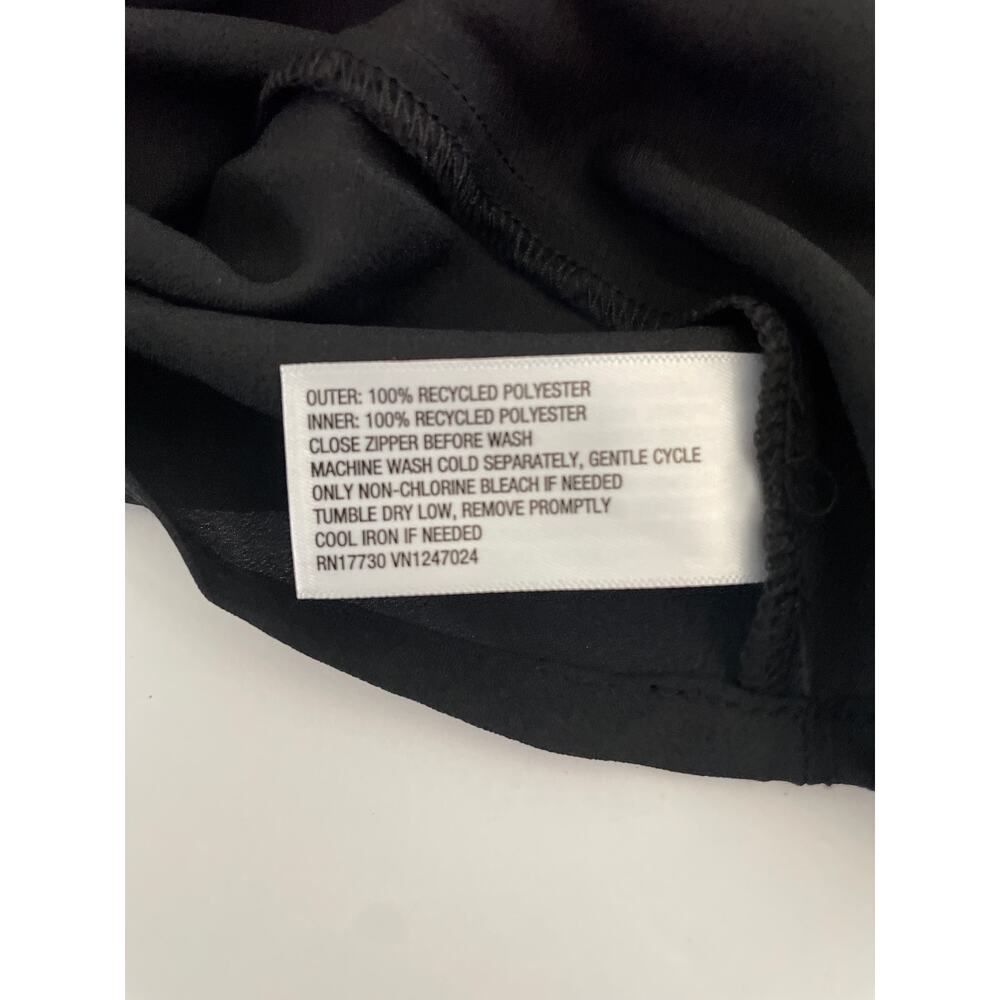 OUTER: 100% RECYCLED POLYESTER
INNER: 100% RECYCLED POLYESTER
CLOSE ZIPPER BEFORE WASH
MACHINE WASH COLD SEPARATELY, GENTLE CYCLE
ONLY NON-CHLORINE BLEACH IF NEEDED
TUMBLE DRY LOW, REMOVE PROMPTLY
COOL IRON IF NEEDED
RN17730 VN1247024